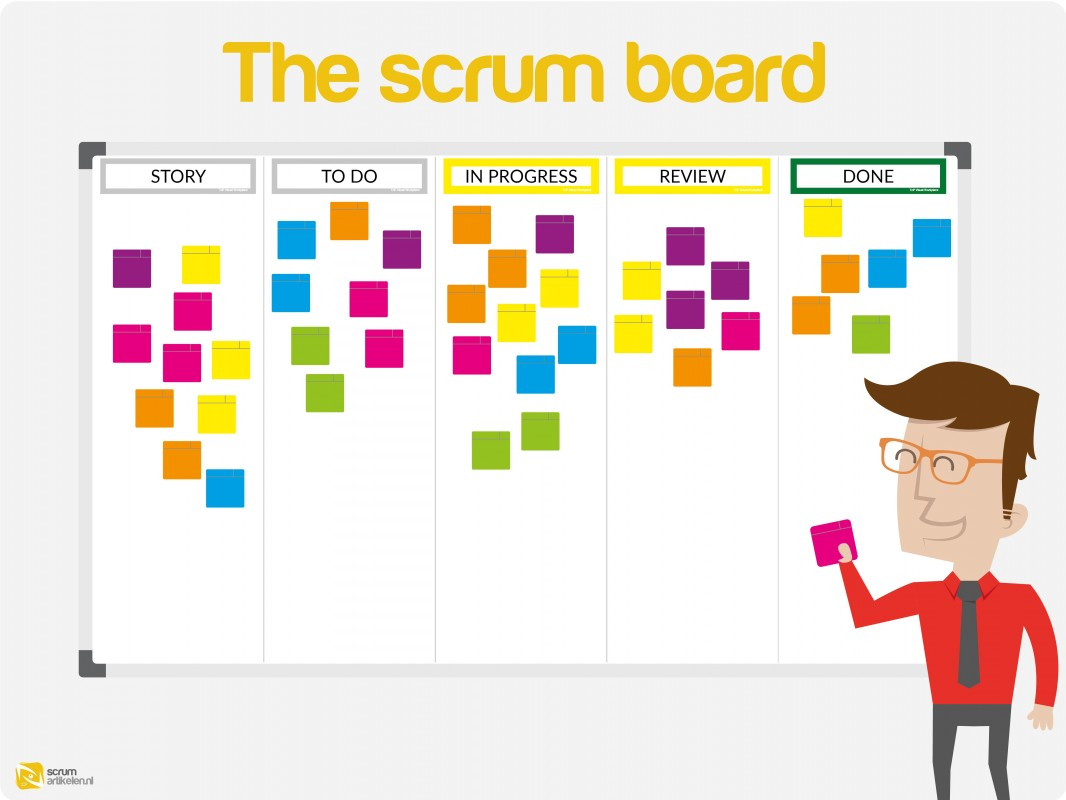 The scrum board
STORY
TO DO
IN PROGRESS
REVIEW
DONE
scrum
artikelen.nl